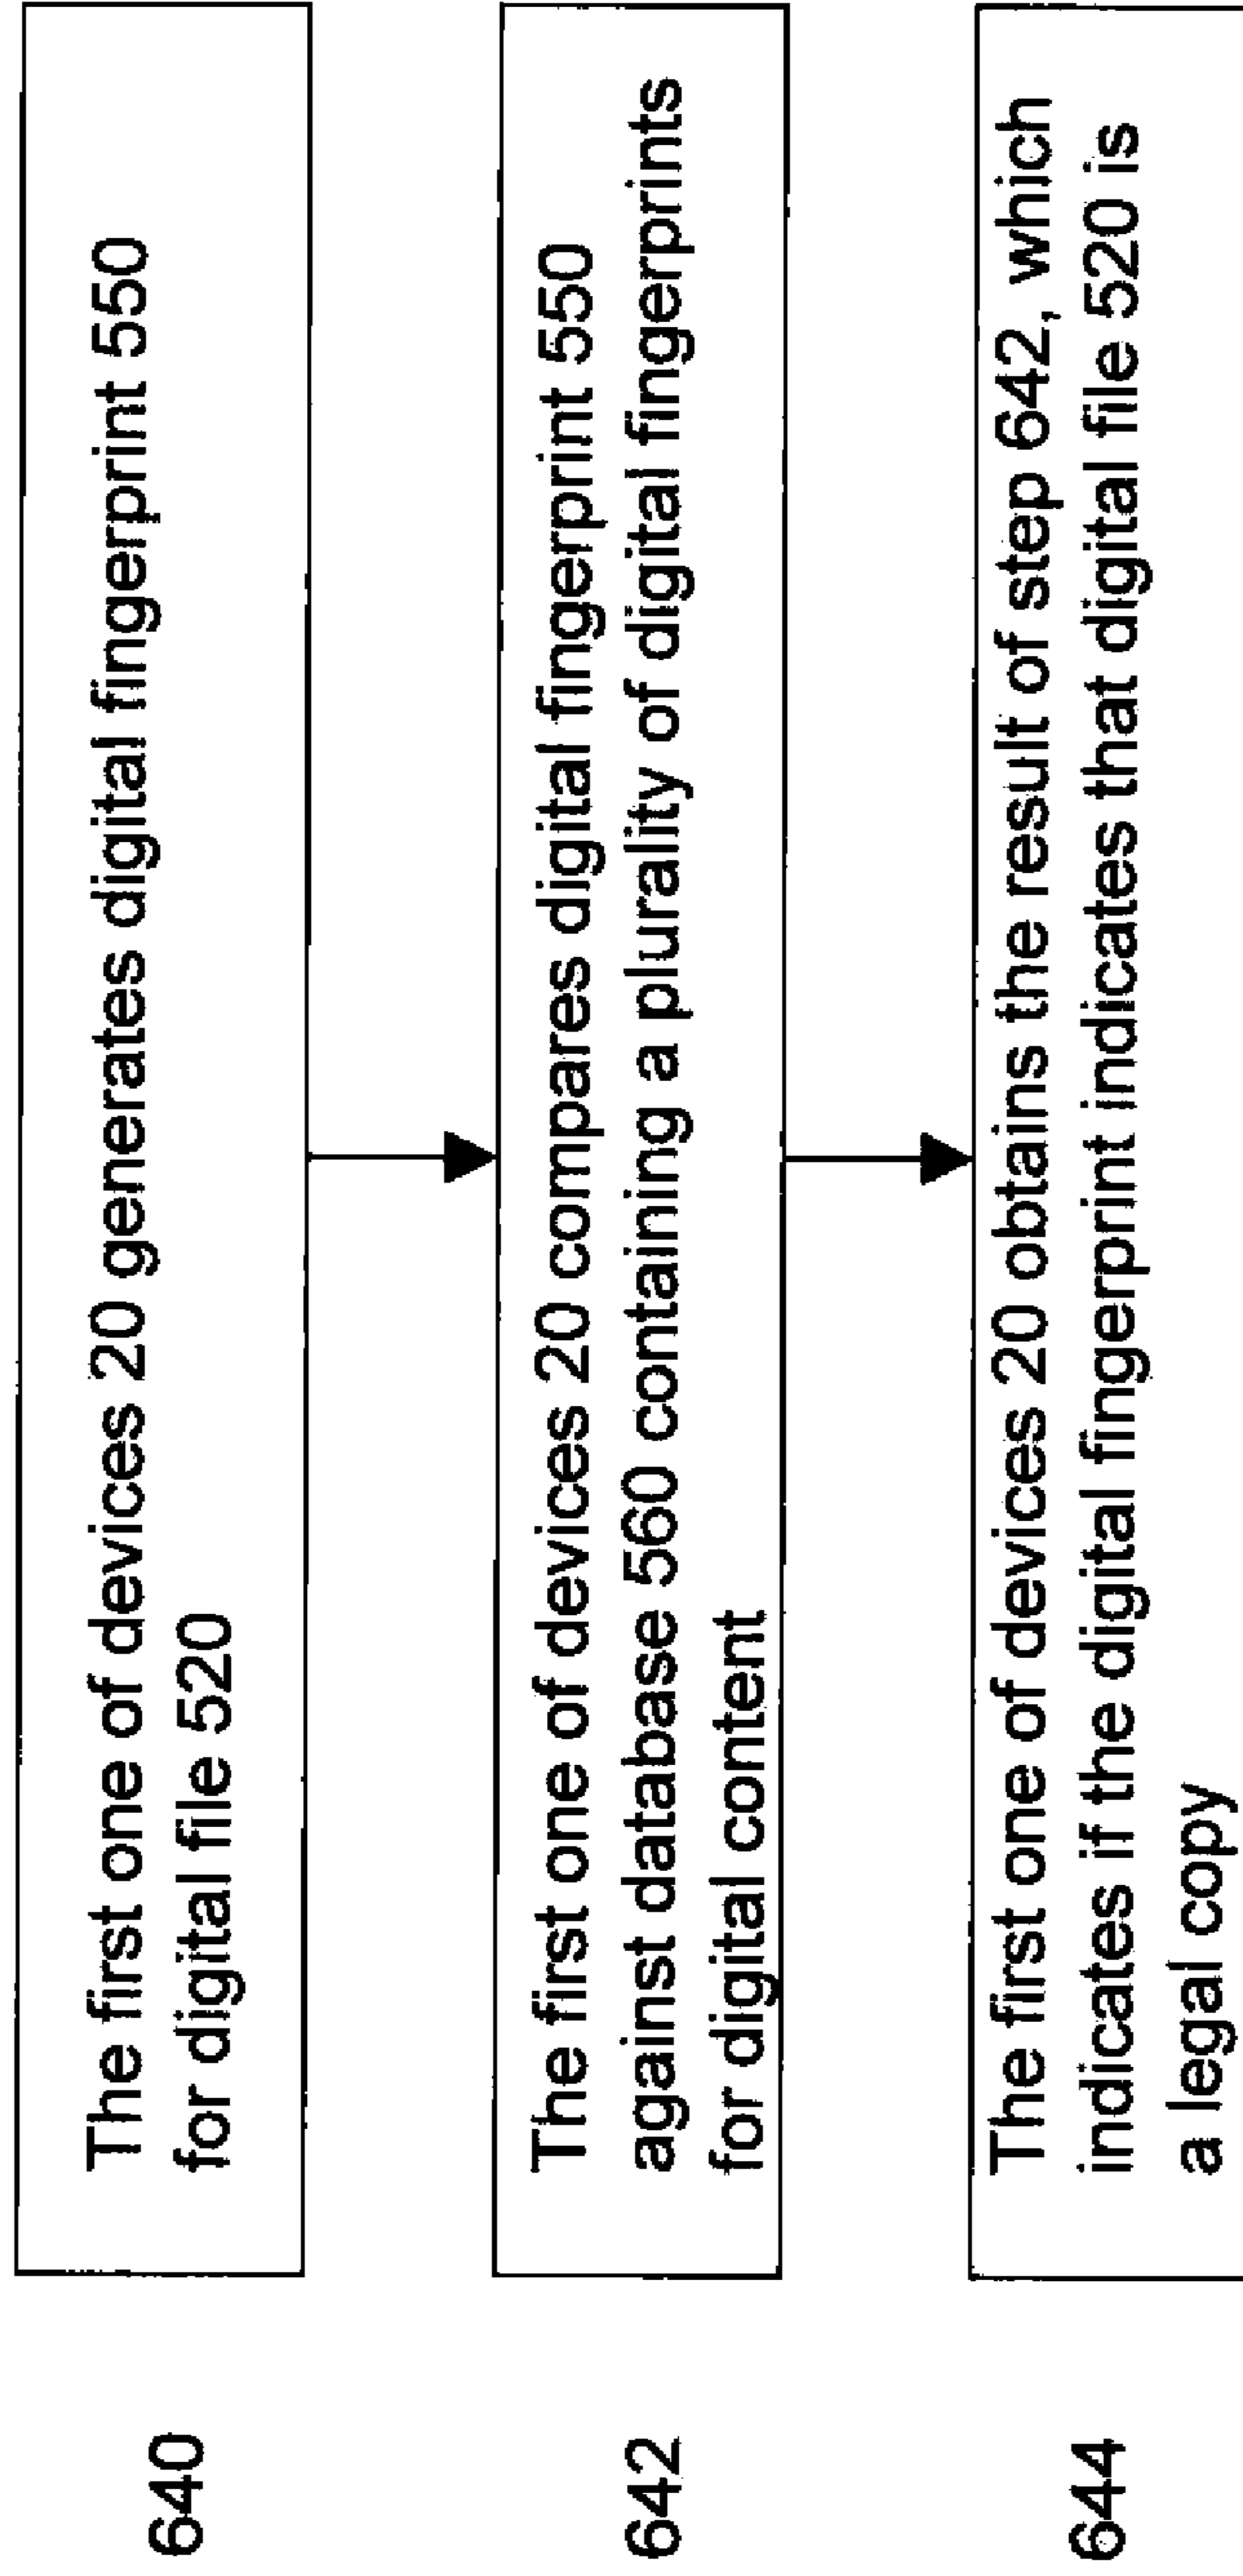 640
The first one of devices 20 generates digital fingerprint 550
for digital file 520
642
The first one of devices 20 compares digital fingerprint 550
against database 560 containing a plurality of digital fingerprints
for digital content
644
The first one of devices 20 obtains the result of step 642, which
indicates if the digital fingerprint indicates that digital file 520 is
a legal copy